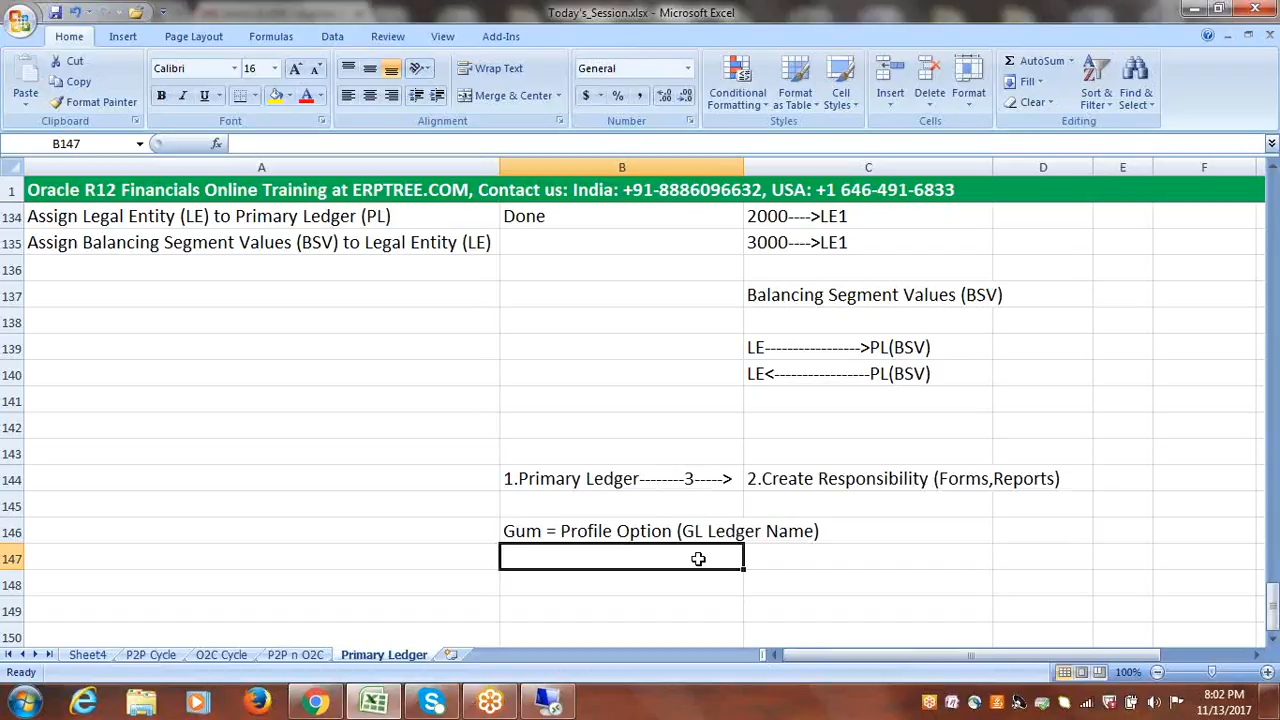 Today's_Session.xlsx - Microsoft Excel
Home Insert Page Layout Formulas Data Review View Add-Ins
Paste Cut Copy Format Painter Clipboard
Calibri 16 B I U A A A Font
Wrap Text Merge & Center Alignment
General $ % , Number
Conditional Formatting Format as Table Cell Styles Styles
Insert Delete Format Cells
AutoSum Fill Clear Sort & Filter Find & Select Editing
B147 fx
A B C D E F
1 Oracle R12 Financials Online Training at ERPTREE.COM, Contact us: India: +91-8886096632, USA: +1 646-491-6833
134 Assign Legal Entity (LE) to Primary Ledger (PL) Done 2000---->LE1
135 Assign Balancing Segment Values (BSV) to Legal Entity (LE) 3000---->LE1
136
137 Balancing Segment Values (BSV)
138
139 LE----------------->PL(BSV)
140 LE<-----------------PL(BSV)
141
142
143
144 1.Primary Ledger--------3-----> 2.Create Responsibility (Forms,Reports)
145
146 Gum = Profile Option (GL Ledger Name)
147
148
149
150
Sheet4 P2P Cycle O2C Cycle P2P n O2C Primary Ledger
Ready 100%
8:02 PM
11/13/2017